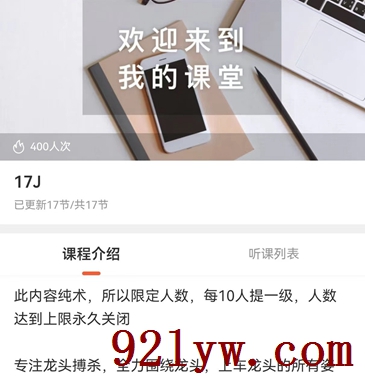 欢迎来到
我的课堂
400人次
17J
已更新17节/共17节
课程介绍
听课列表
此内容纯术，所以限定人数，每10人提一级，人数
达到上限永久关闭
专注龙头搏杀，全力围绕龙头，上车龙头的所有姿
921yw.com